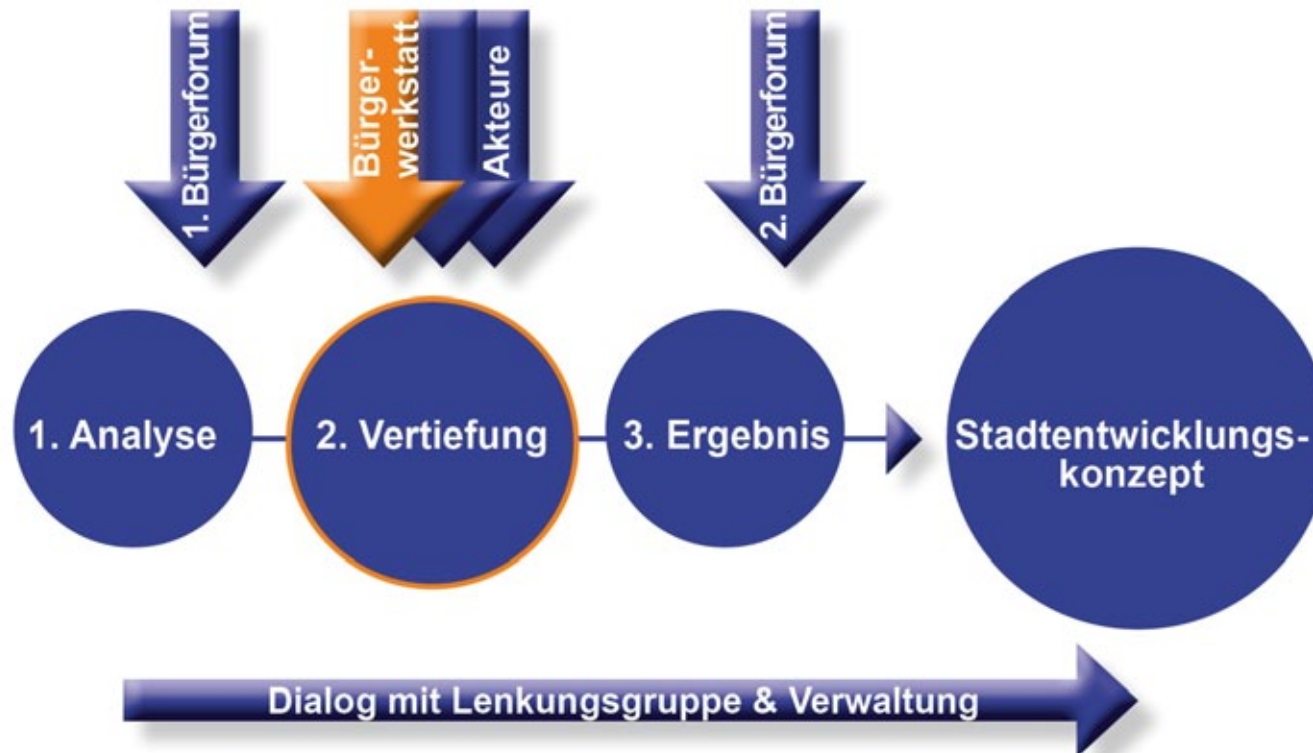 1. Bürgerforum
Bürger-
werkstatt
Akteure
2. Bürgerforum
1. Analyse
2. Vertiefung
3. Ergebnis
Stadtentwicklungs-
konzept
Dialog mit Lenkungsgruppe & Verwaltung